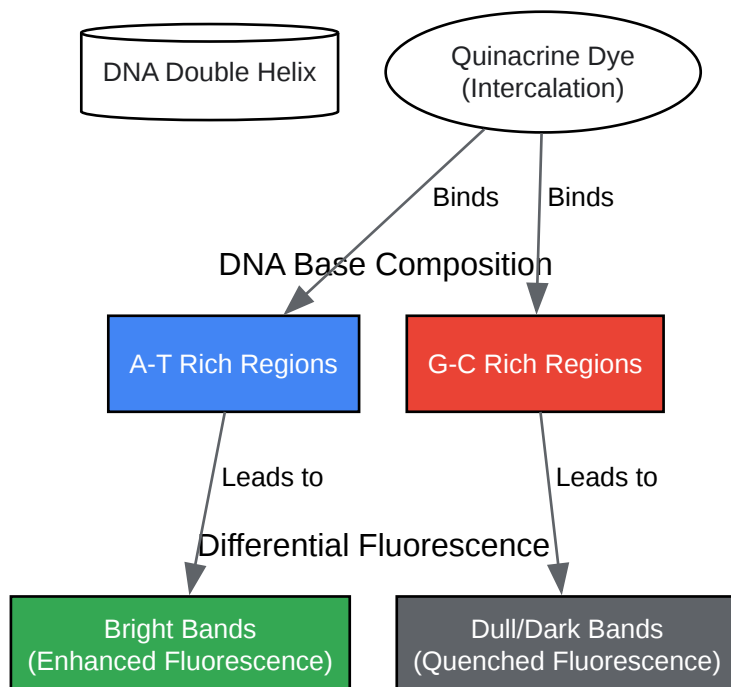 DNA Double Helix
Quinacrine Dye
(Intercalation)
Binds
Binds
DNA Base Composition
A-T Rich Regions
G-C Rich Regions
Leads to
Leads to
Differential Fluorescence
Bright Bands
(Enhanced Fluorescence)
Dull/Dark Bands
(Quenched Fluorescence)